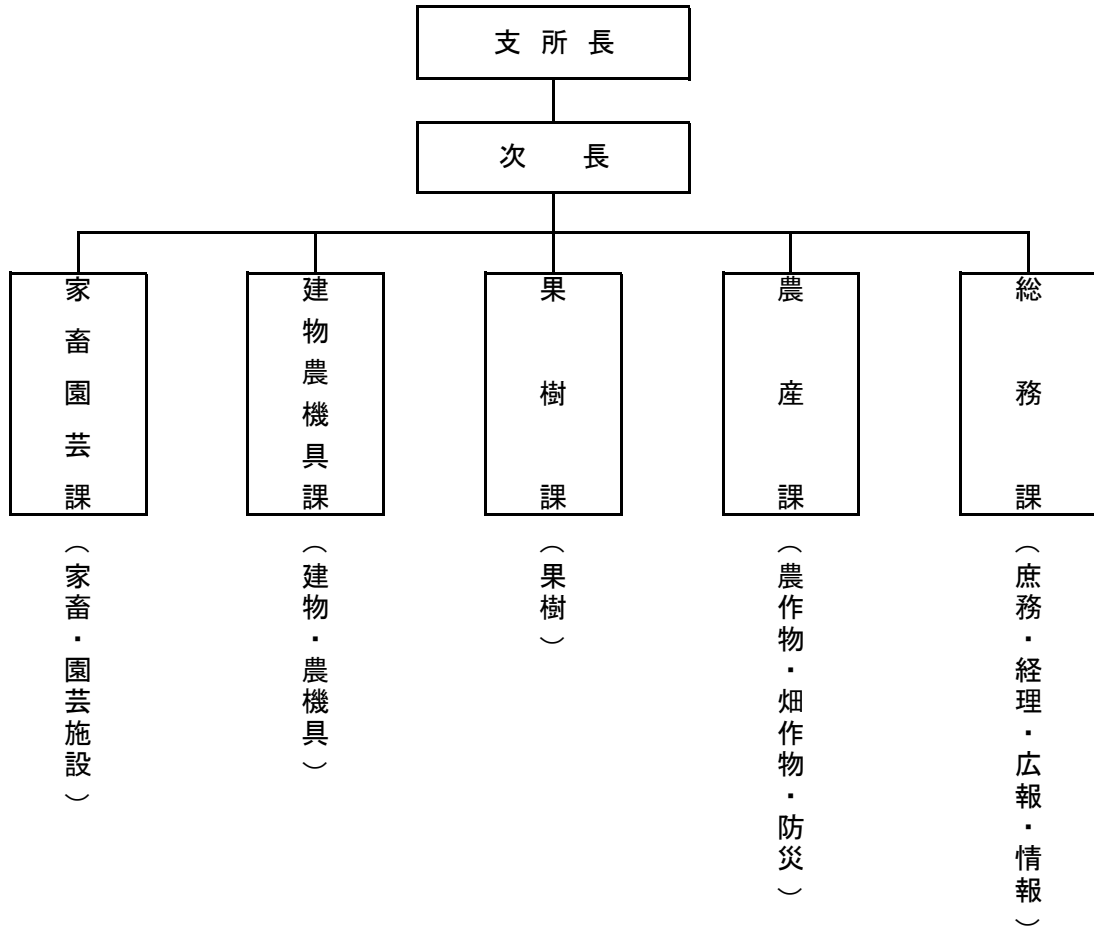 支所長
次長
総務課
（庶務・経理・広報・情報）
農産課
（農作物・畑作物・防災）
果樹課
（果樹）
建物農機具課
（建物・農機具）
家畜園芸課
（家畜・園芸施設）